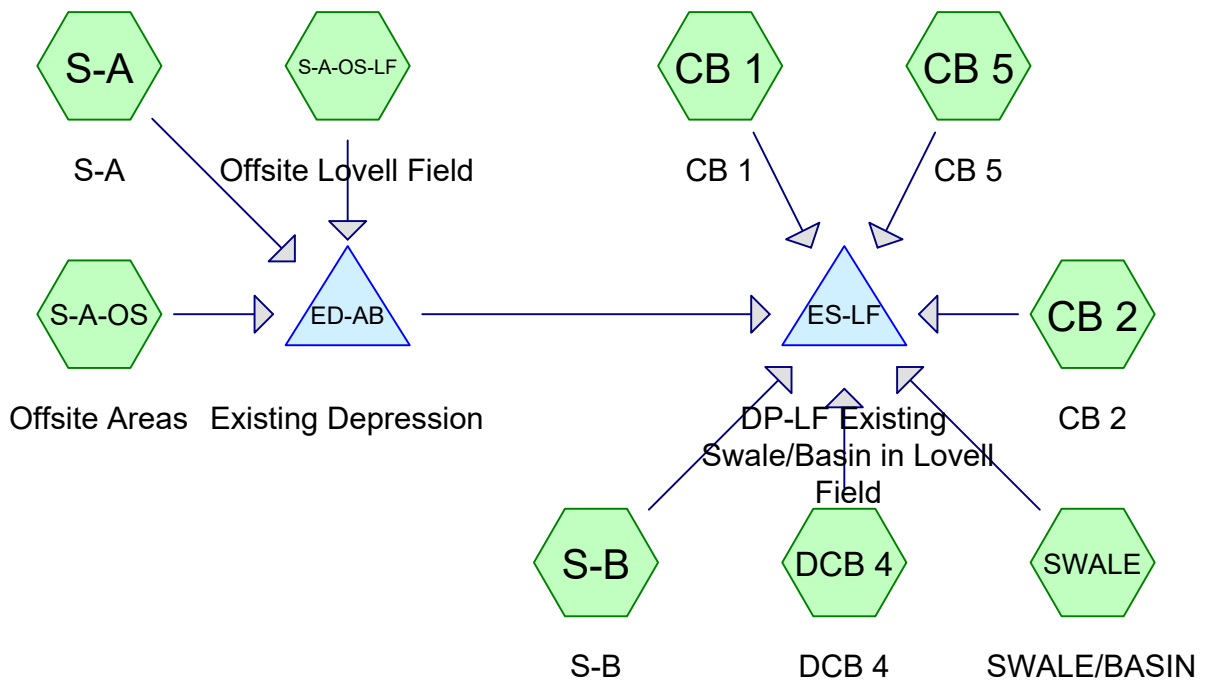 S-A
S-A-OS-LF
CB 1
CB 5
S-A
Offsite Lovell Field
CB 1
CB 5
S-A-OS
ED-AB
ES-LF
CB 2
Offsite Areas
Existing Depression
DP-LF Existing
Swale/Basin in Lovell
Field
CB 2
S-B
DCB 4
SWALE
S-B
DCB 4
SWALE/BASIN